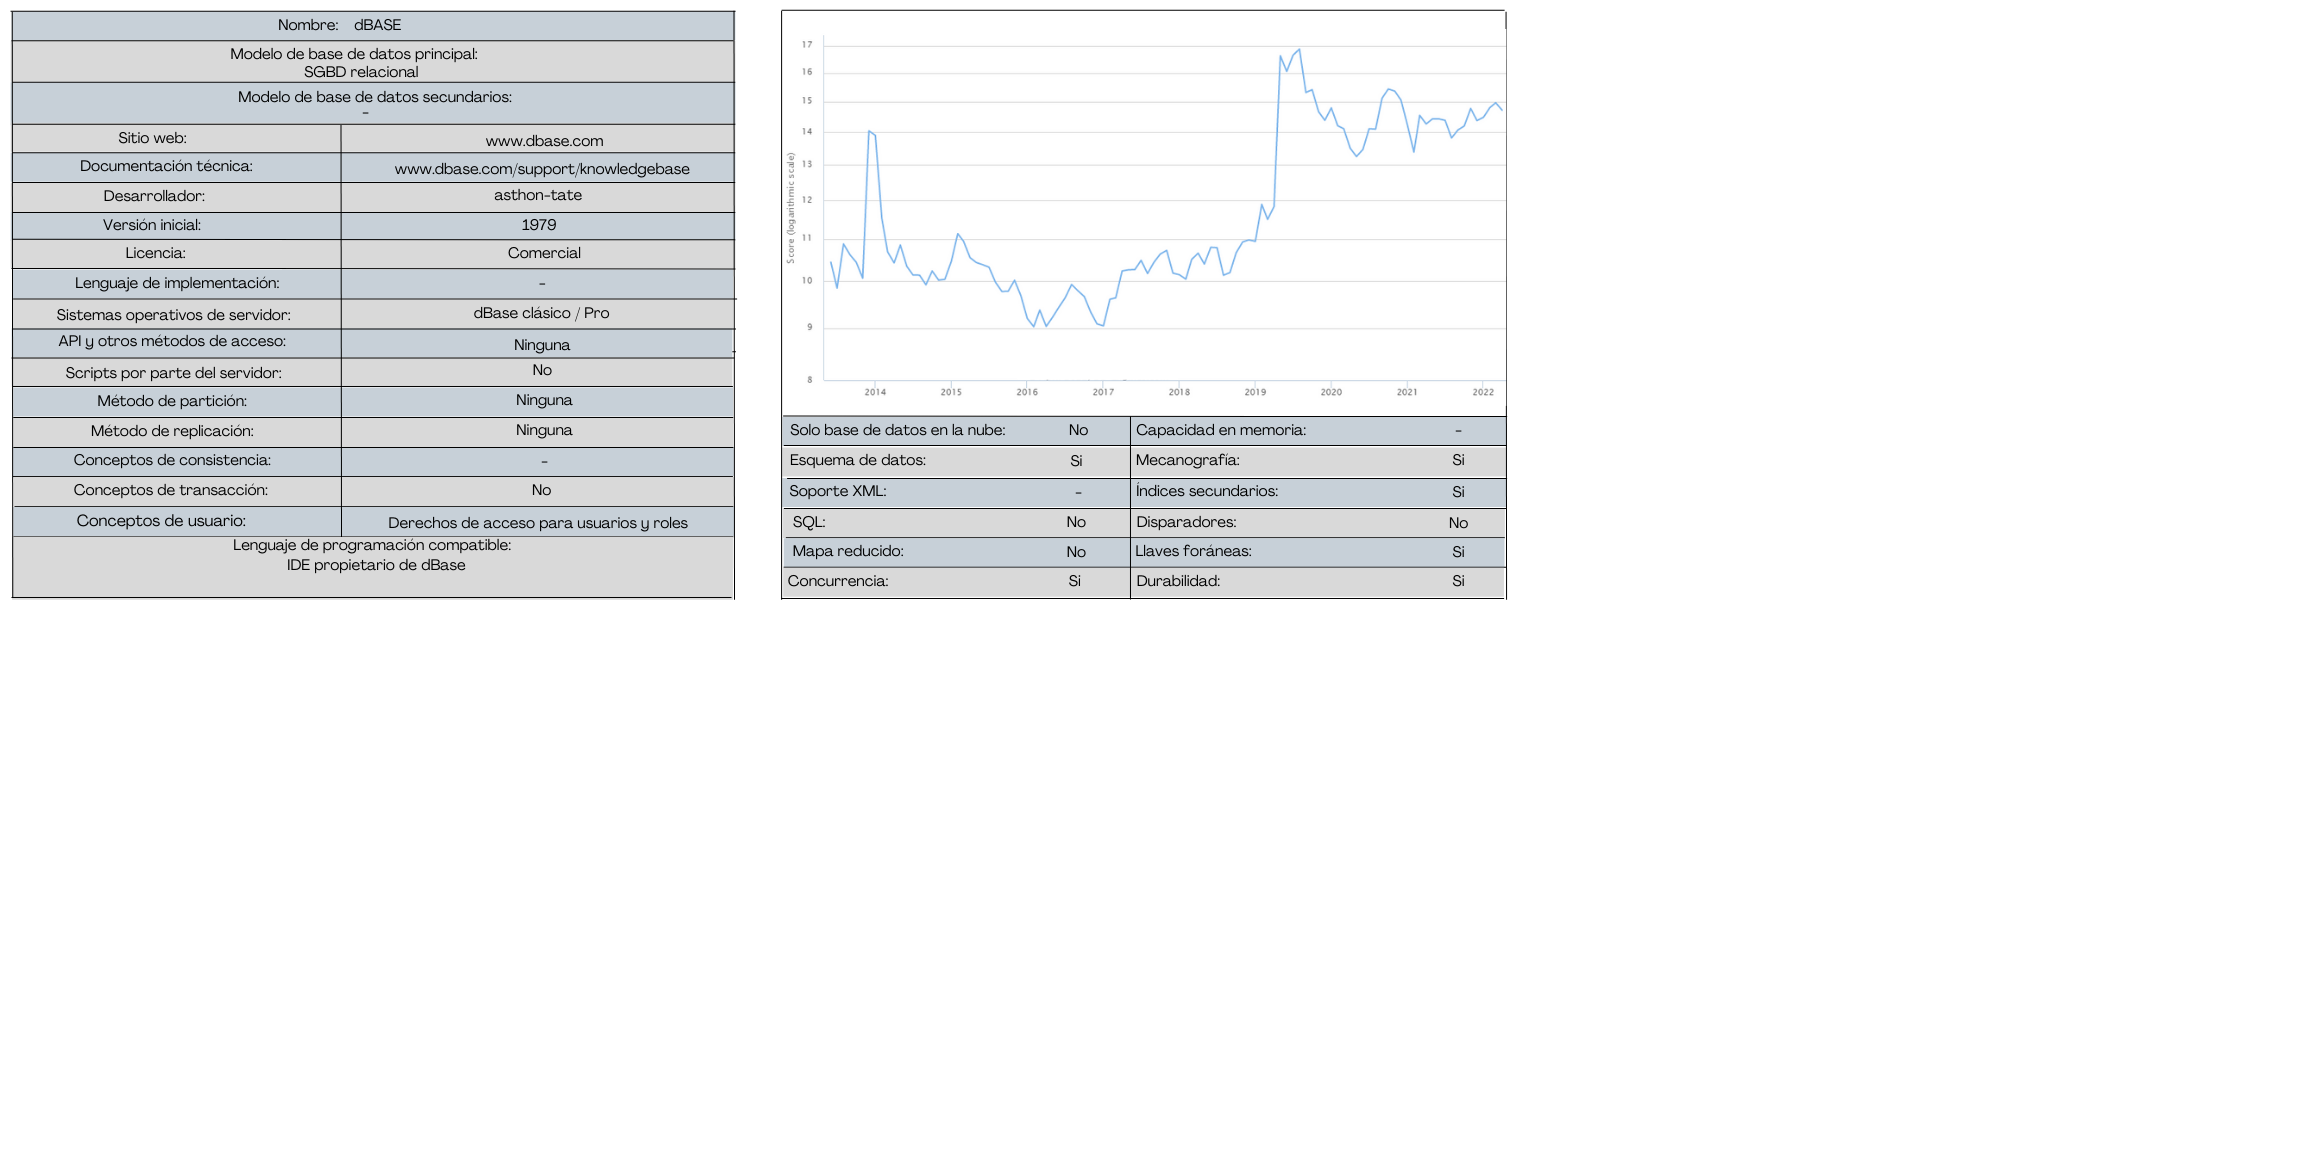 Nombre: dBASE
Modelo de base de datos principal:
SGBD relacional
Modelo de base de datos secundarios:
-
Sitio web: www.dbase.com
Documentación técnica: www.dbase.com/support/knowledgebase
Desarrollador: asthon-tate
Versión inicial: 1979
Licencia: Comercial
Lenguaje de implementación: -
Sistemas operativos de servidor: dBase clásico / Pro
API y otros métodos de acceso: Ninguna
Scripts por parte del servidor: No
Método de partición: Ninguna
Método de replicación: Ninguna
Conceptos de consistencia: -
Conceptos de transacción: No
Conceptos de usuario: Derechos de acceso para usuarios y roles
Lenguaje de programación compatible:
IDE propietario de dBase
Score (logarithmic scale)
17
16
15
14
13
12
11
10
9
8
2014 2015 2016 2017 2018 2019 2020 2021 2022
Solo base de datos en la nube: No Capacidad en memoria: -
Esquema de datos: Si Mecanografía: Si
Soporte XML: - Índices secundarios: Si
SQL: No Disparadores: No
Mapa reducido: No Llaves foráneas: Si
Concurrencia: Si Durabilidad: Si